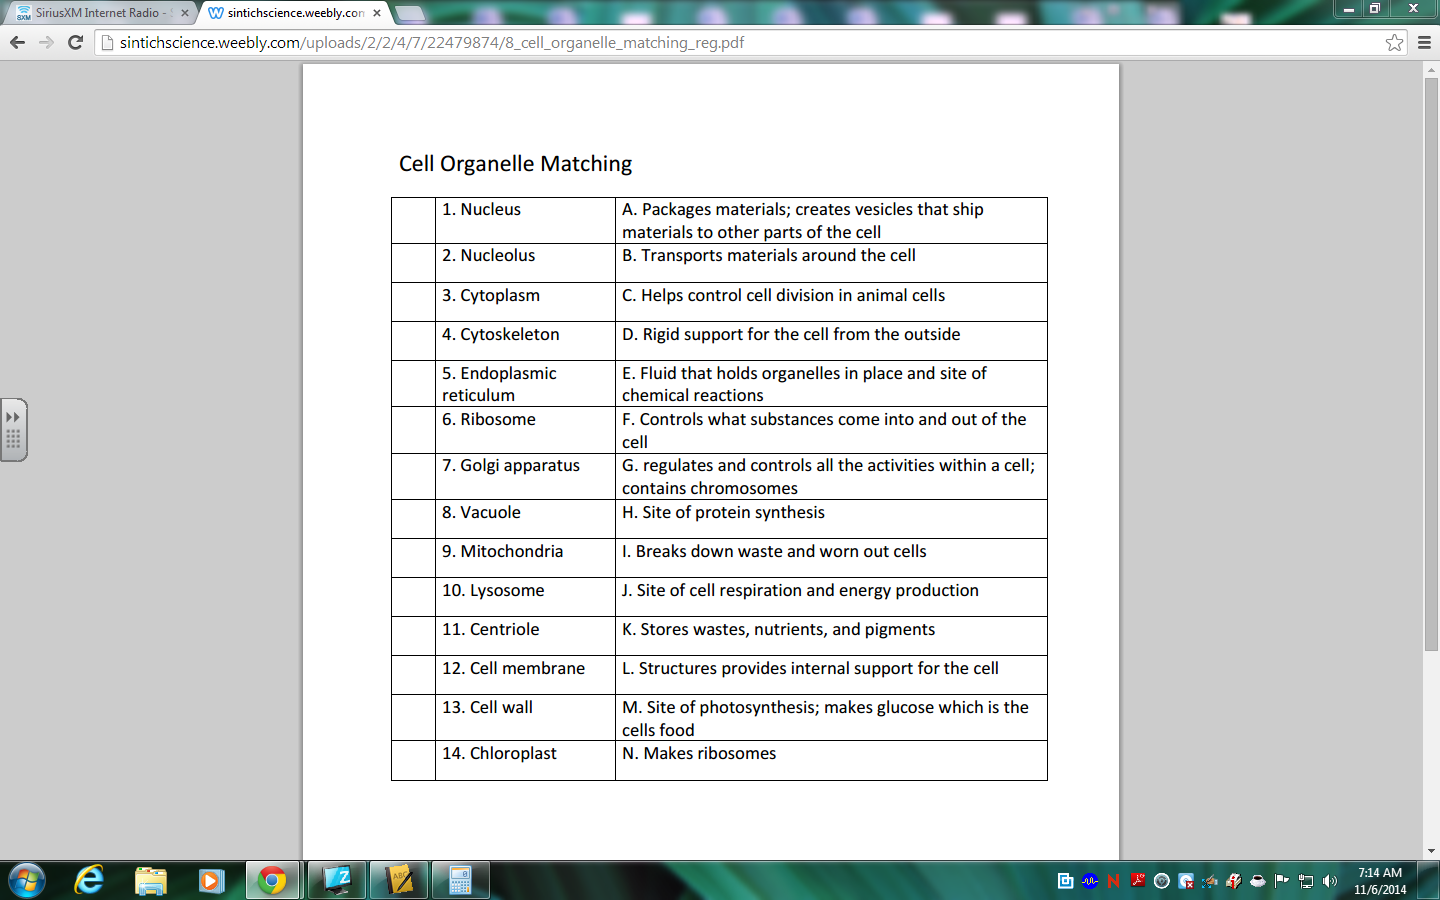 SiriusXM Internet Radio -
sintichscience.weebly.com
sintichscience.weebly.com/uploads/2/2/4/7/22479874/8_cell_organelle_matching_reg.pdf
Cell Organelle Matching
1. Nucleus
A. Packages materials; creates vesicles that ship
materials to other parts of the cell
2. Nucleolus
B. Transports materials around the cell
3. Cytoplasm
C. Helps control cell division in animal cells
4. Cytoskeleton
D. Rigid support for the cell from the outside
5. Endoplasmic
reticulum
E. Fluid that holds organelles in place and site of
chemical reactions
6. Ribosome
F. Controls what substances come into and out of the
cell
7. Golgi apparatus
G. regulates and controls all the activities within a cell;
contains chromosomes
8. Vacuole
H. Site of protein synthesis
9. Mitochondria
I. Breaks down waste and worn out cells
10. Lysosome
J. Site of cell respiration and energy production
11. Centriole
K. Stores wastes, nutrients, and pigments
12. Cell membrane
L. Structures provides internal support for the cell
13. Cell wall
M. Site of photosynthesis; makes glucose which is the
cells food
14. Chloroplast
N. Makes ribosomes
7:14 AM
11/6/2014